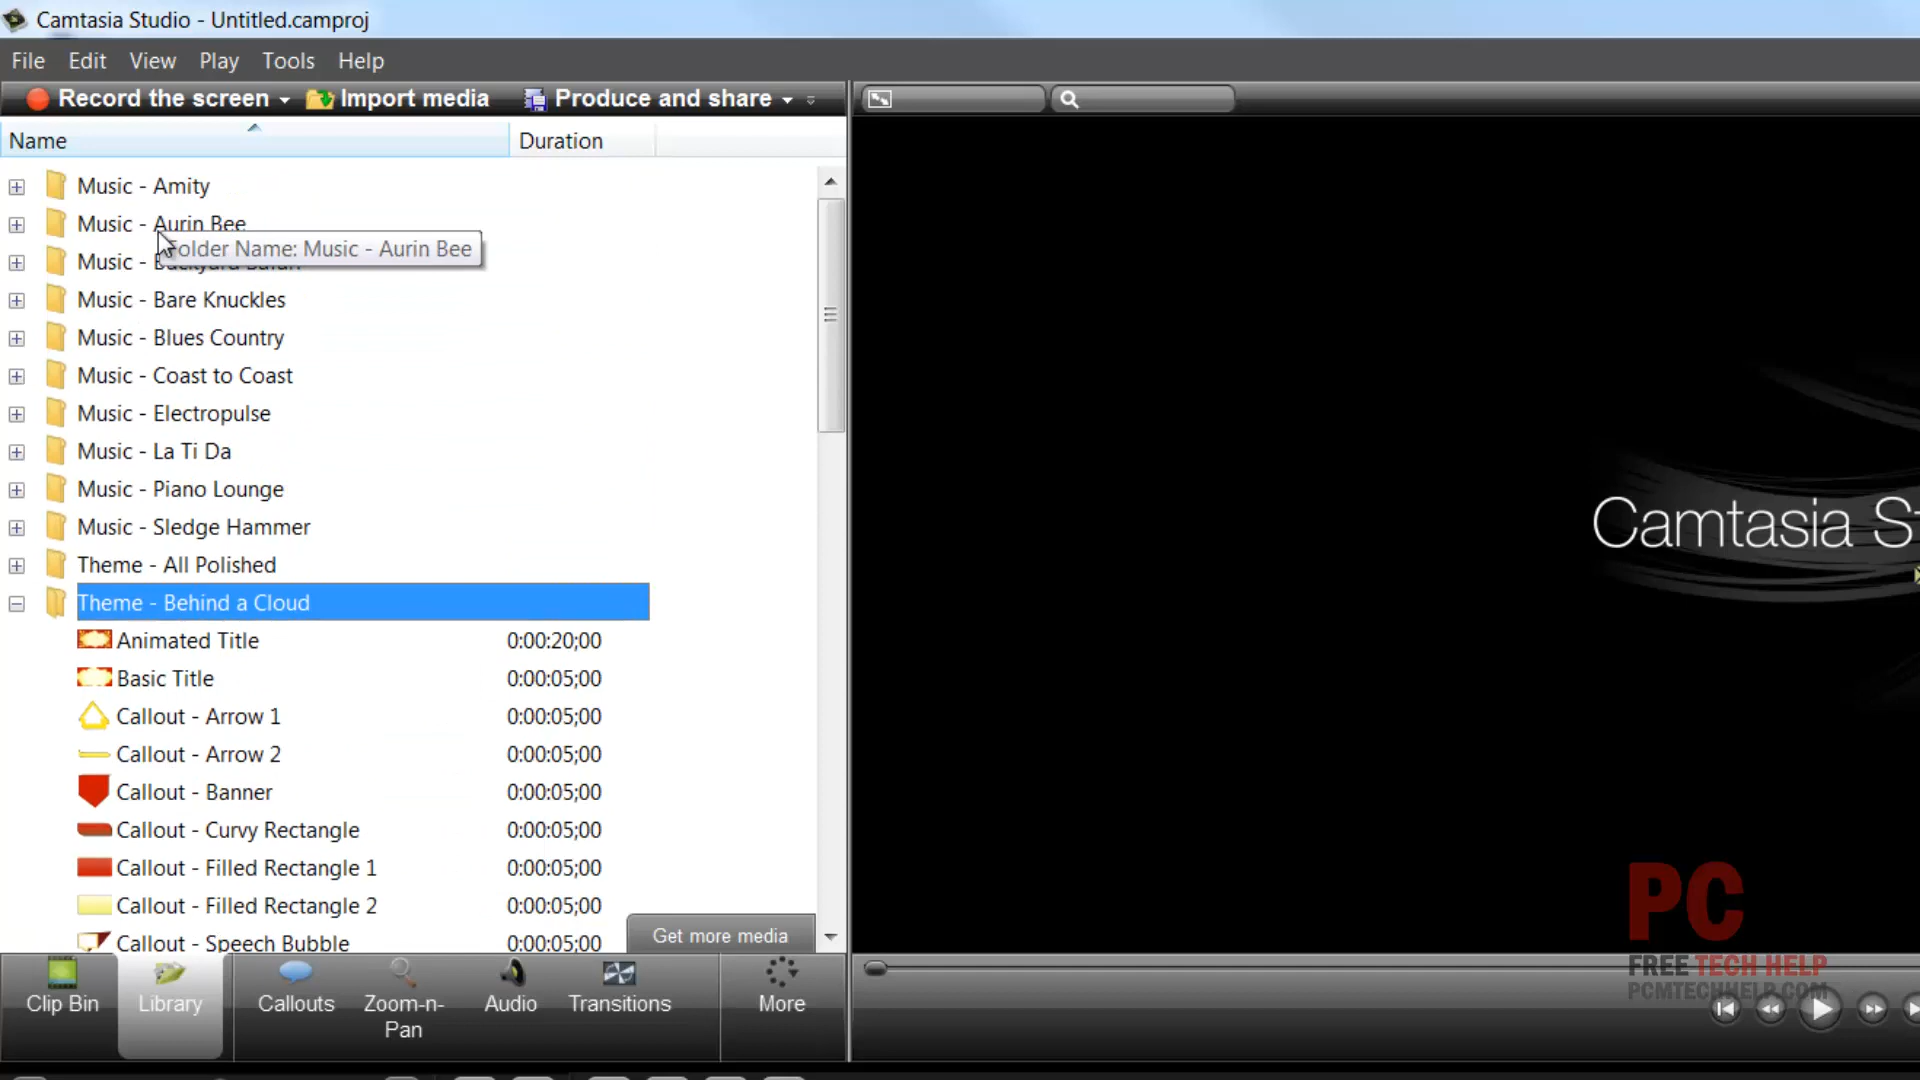 Camtasia Studio - Untitled.camproj
File Edit View Play Tools Help
Record the screen Import media Produce and share
Name Duration
Music - Amity
Music - Aurin Bee
Folder Name: Music - Aurin Bee
Music - Backyard Safari
Music - Bare Knuckles
Music - Blues Country
Music - Coast to Coast
Music - Electropulse
Music - La Ti Da
Music - Piano Lounge
Music - Sledge Hammer
Theme - All Polished
Theme - Behind a Cloud
Animated Title 0:00:20;00
Basic Title 0:00:05;00
Callout - Arrow 1 0:00:05;00
Callout - Arrow 2 0:00:05;00
Callout - Banner 0:00:05;00
Callout - Curvy Rectangle 0:00:05;00
Callout - Filled Rectangle 1 0:00:05;00
Callout - Filled Rectangle 2 0:00:05;00
Callout - Speech Bubble 0:00:05;00
Get more media
Clip Bin Library Callouts Zoom-n-Pan Audio Transitions More
Camtasia St
PC
FREE TECH HELP
PCMTECHHELP.COM